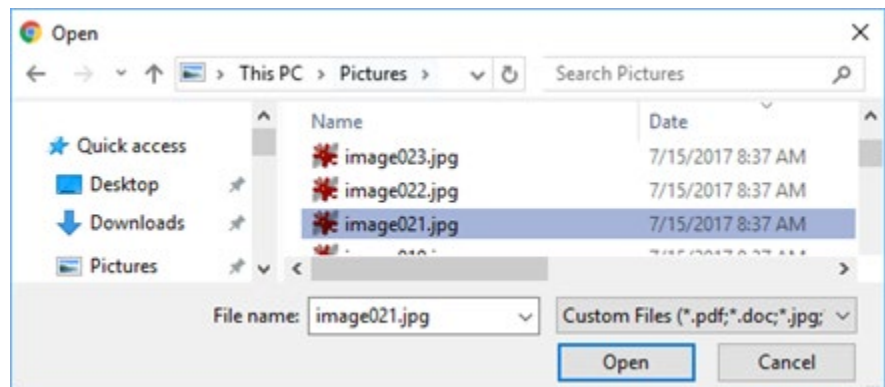 Open
This PC > Pictures >
Search Pictures
Name Date
Quick access
Desktop
Downloads
Pictures
image023.jpg 7/15/2017 8:37 AM
image022.jpg 7/15/2017 8:37 AM
image021.jpg 7/15/2017 8:37 AM
File name: image021.jpg
Custom Files (*.pdf;*.doc;*.jpg;
Open Cancel